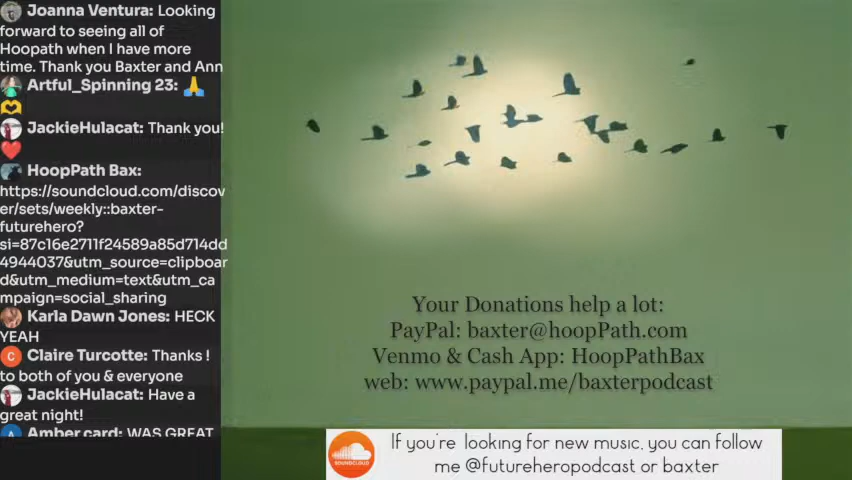 Joanna Ventura: Looking
forward to seeing all of
Hoopath when I have more
time. Thank you Baxter and Ann
Artful_Spinning 23: 🙏
🫶
JackieHulacat: Thank you!
❤️
HoopPath Bax:
https://soundcloud.com/discov
er/sets/weekly::baxter-
futurehero?
si=87c16e2711f24589a85d714dd
4944037&utm_source=clipboar
d&utm_medium=text&utm_ca
mpaign=social_sharing
Karla Dawn Jones: HECK
YEAH
C Claire Turcotte: Thanks !
to both of you & everyone
JackieHulacat: Have a
great night!
A Amber card: WAS GREAT
Your Donations help a lot:
PayPal: baxter@hoopPath.com
Venmo & Cash App: HoopPathBax
web: www.paypal.me/baxterpodcast
SOUNDCLOUD
If you're looking for new music, you can follow
me @futureheropodcast or baxter